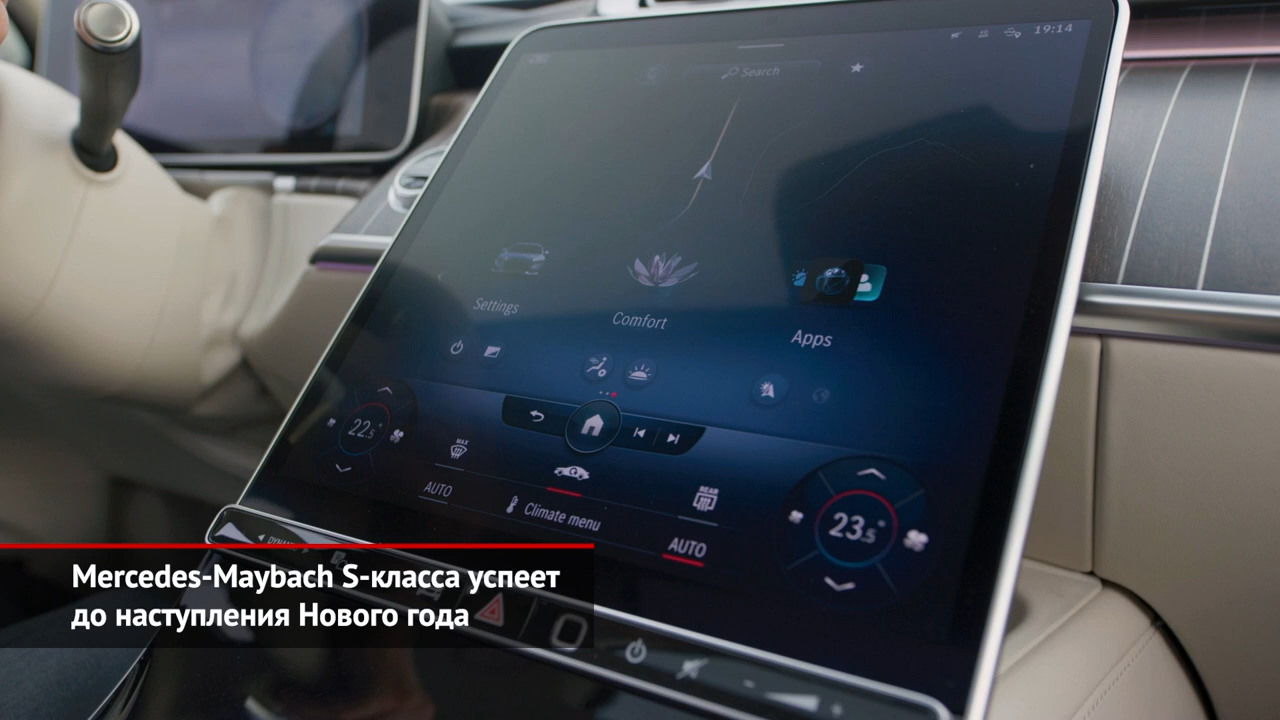 19:14
Search
Settings
Comfort
Apps
22.5°
MAX
REAR
AUTO
Climate menu
AUTO
23.5°
Mercedes-Maybach S-класса успеет
до наступления Нового года